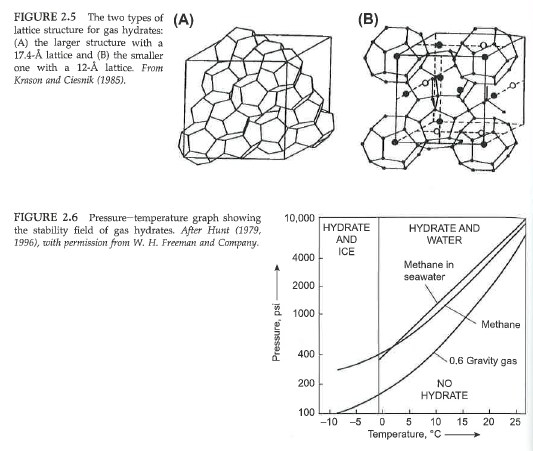 FIGURE 2.5 The two types of
lattice structure for gas hydrates:
(A) the larger structure with a
17.4-Å lattice and (B) the smaller
one with a 12-Å lattice. From
Krason and Ciesnik (1985).
(A)
(B)
FIGURE 2.6 Pressure—temperature graph showing
the stability field of gas hydrates. After Hunt (1979,
1996), with permission from W. H. Freeman and Company.
10,000
4000
2000
1000
400
200
100
Pressure, psi
HYDRATE
AND
ICE
HYDRATE AND
WATER
Methane in
seawater
Methane
0,6 Gravity gas
NO
HYDRATE
-10 -5 0 5 10 15 20 25
Temperature, °C